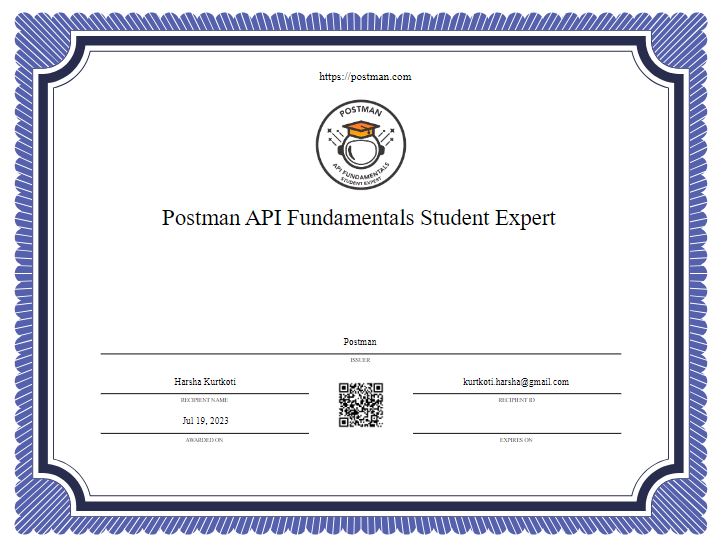 https://postman.com
POSTMAN
API FUNDAMENTALS
STUDENT EXPERT
Postman API Fundamentals Student Expert
Postman
ISSUER
Harsha Kurtkoti
RECIPIENT NAME
kurtkoti.harsha@gmail.com
RECIPIENT ID
Jul 19, 2023
AWARDED ON
EXPIRES ON